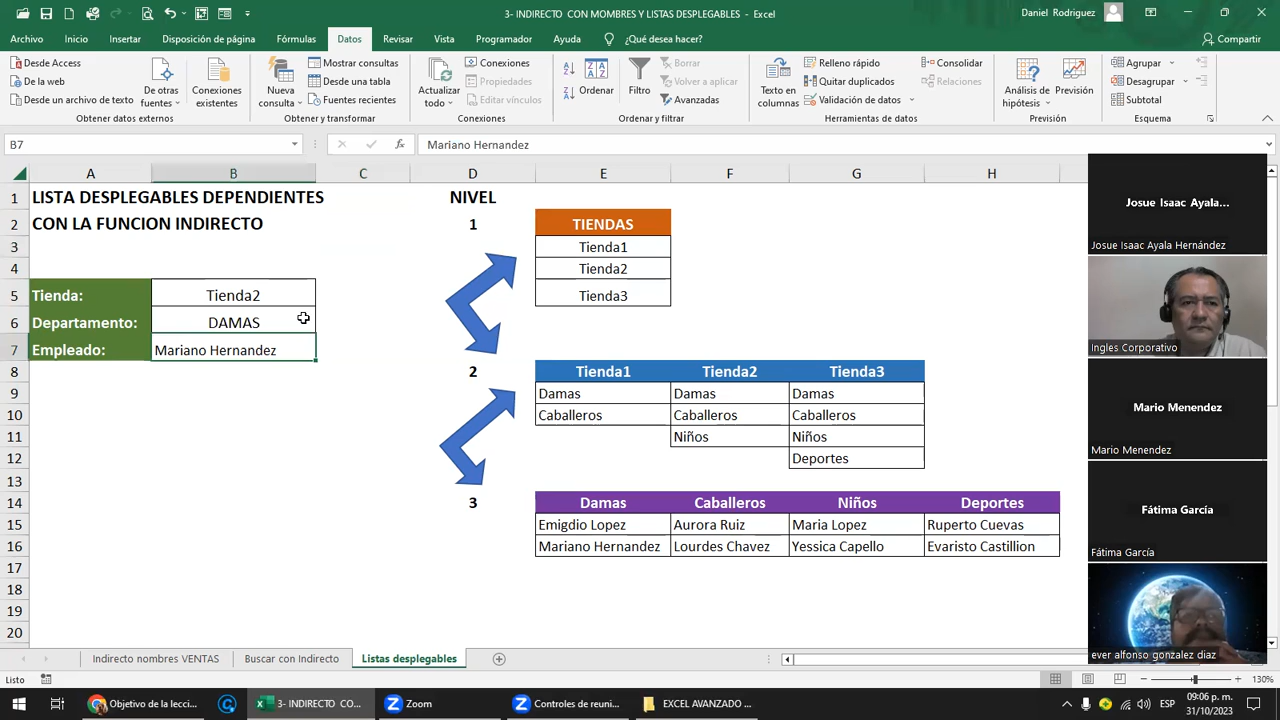 3- INDIRECTO  CON MOMBRES Y LISTAS DESPLEGABLES  -  Excel
Daniel Rodriguez
Archivo Inicio Insertar Disposición de página Fórmulas Datos Revisar Vista Programador Ayuda ¿Qué desea hacer? Compartir
Desde Access
De la web
Desde un archivo de texto
De otras fuentes
Conexiones existentes
Obtener datos externos
Nueva consulta
Mostrar consultas
Desde una tabla
Fuentes recientes
Obtener y transformar
Actualizar todo
Conexiones
Propiedades
Editar vínculos
Conexiones
Ordenar
Filtro
Borrar
Volver a aplicar
Avanzadas
Ordenar y filtrar
Texto en columnas
Relleno rápido
Quitar duplicados
Validación de datos
Consolidar
Relaciones
Herramientas de datos
Análisis de hipótesis
Previsión
Previsión
Agrupar
Desagrupar
Subtotal
Esquema
B7 Mariano Hernandez
A B C D E F G H
1 LISTA DESPLEGABLES DEPENDIENTES NIVEL
2 CON LA FUNCION INDIRECTO 1 TIENDAS
3 Tienda1
4 Tienda2
5 Tienda: Tienda2 Tienda3
6 Departamento: DAMAS
7 Empleado: Mariano Hernandez
8 2 Tienda1 Tienda2 Tienda3
9 Damas Damas Damas
10 Caballeros Caballeros Caballeros
11 Niños Niños
12 Deportes
13
14 3 Damas Caballeros Niños Deportes
15 Emigdio Lopez Aurora Ruiz Maria Lopez Ruperto Cuevas
16 Mariano Hernandez Lourdes Chavez Yessica Capello Evaristo Castillion
17
18
19
20
Josue Isaac Ayala...
Josue Isaac Ayala Hernández
Ingles Corporativo
Mario Menendez
Mario Menendez
Fátima García
Fátima García
ever alfonso gonzalez diaz
Indirecto nombres VENTAS Buscar con Indirecto Listas desplegables
Listo 130%
Objetivo de la lecci... 3- INDIRECTO  CO... Zoom Controles de reuni... EXCEL AVANZADO ... ESP 09:06 p. m.
31/10/2023